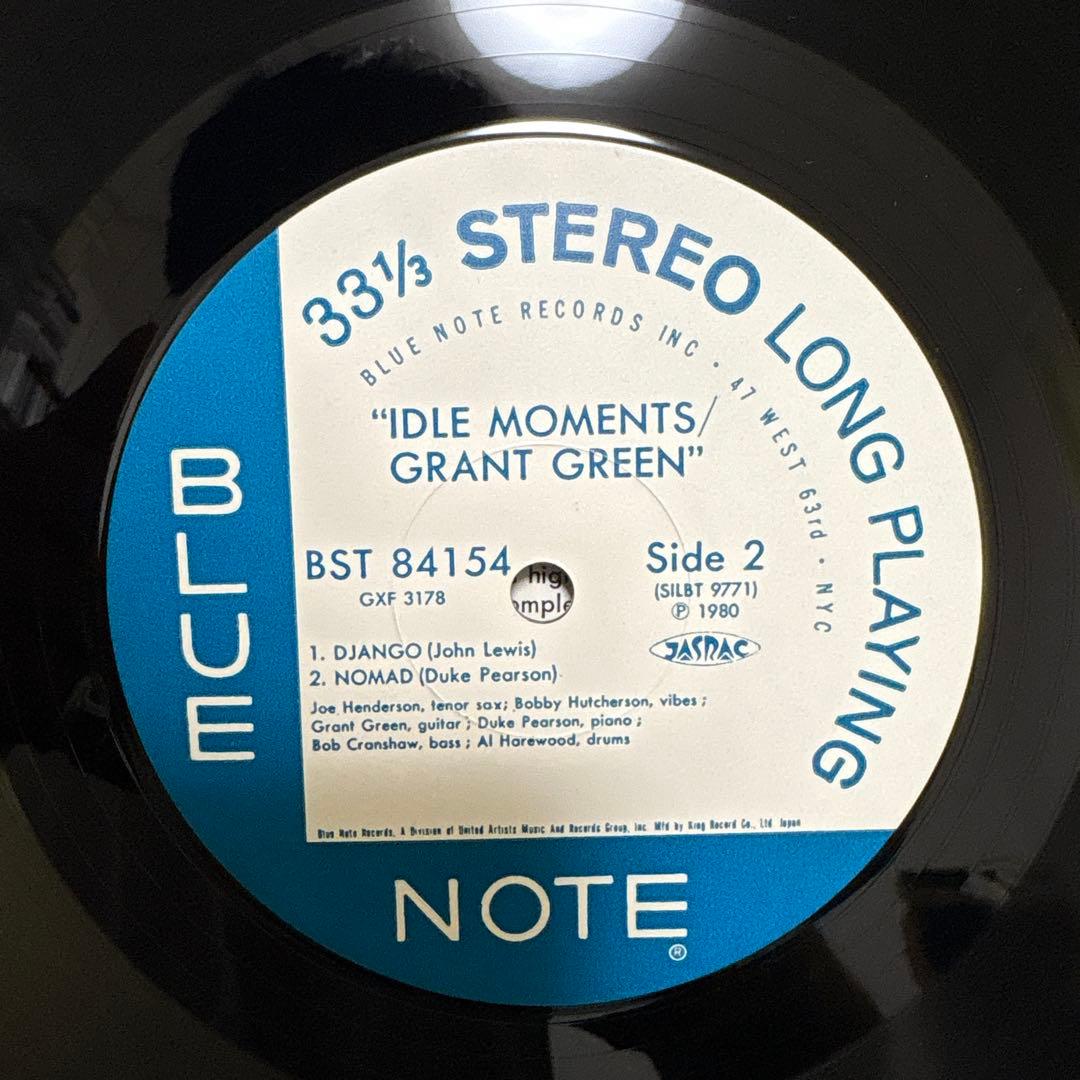 33⅓ STEREO LONG PLAYING
BLUE NOTE RECORDS INC · 47 WEST 63rd · NYC
“IDLE MOMENTS/
GRANT GREEN”
BST 84154
GXF 3178
Side 2
(SILBT 9771)
℗ 1980
JASRAC
1. DJANGO (John Lewis)
2. NOMAD (Duke Pearson)
Joe Henderson, tenor sax; Bobby Hutcherson, vibes;
Grant Green, guitar; Duke Pearson, piano;
Bob Cranshaw, bass; Al Harewood, drums
Blue Note Records, A Division of United Artists Music And Records Group, Inc. Mfd by King Record Co., Ltd Japan
BLUE
NOTE®